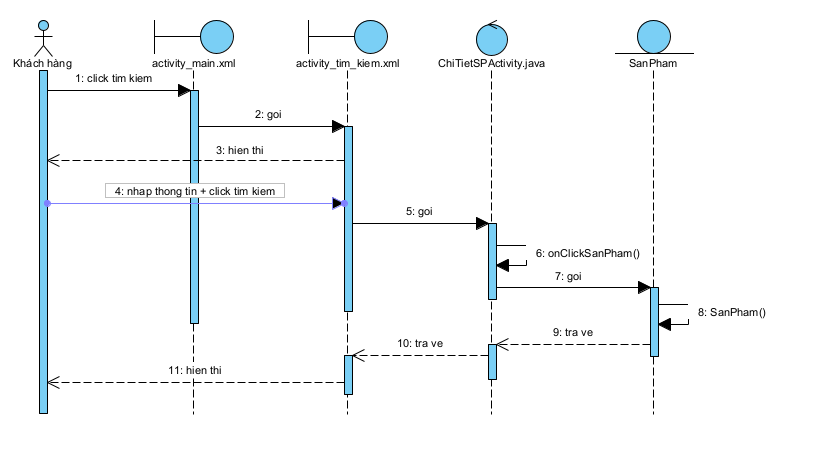 Khách hàng
activity_main.xml
activity_tim_kiem.xml
ChiTietSPActivity.java
SanPham
1: click tim kiem
2: goi
3: hien thi
4: nhap thong tin + click tim kiem
5: goi
6: onClickSanPham()
7: goi
8: SanPham()
9: tra ve
10: tra ve
11: hien thi